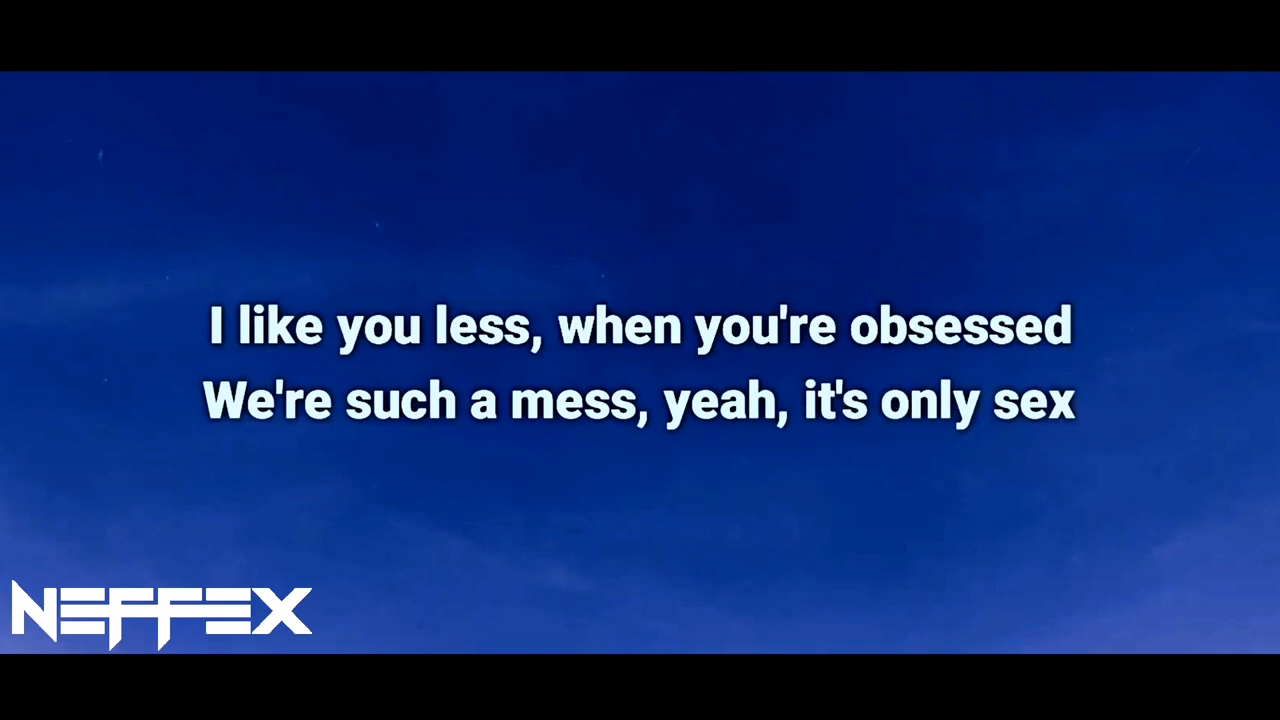 I like you less, when you're obsessed
We're such a mess, yeah, it's only sex
NEFFEX